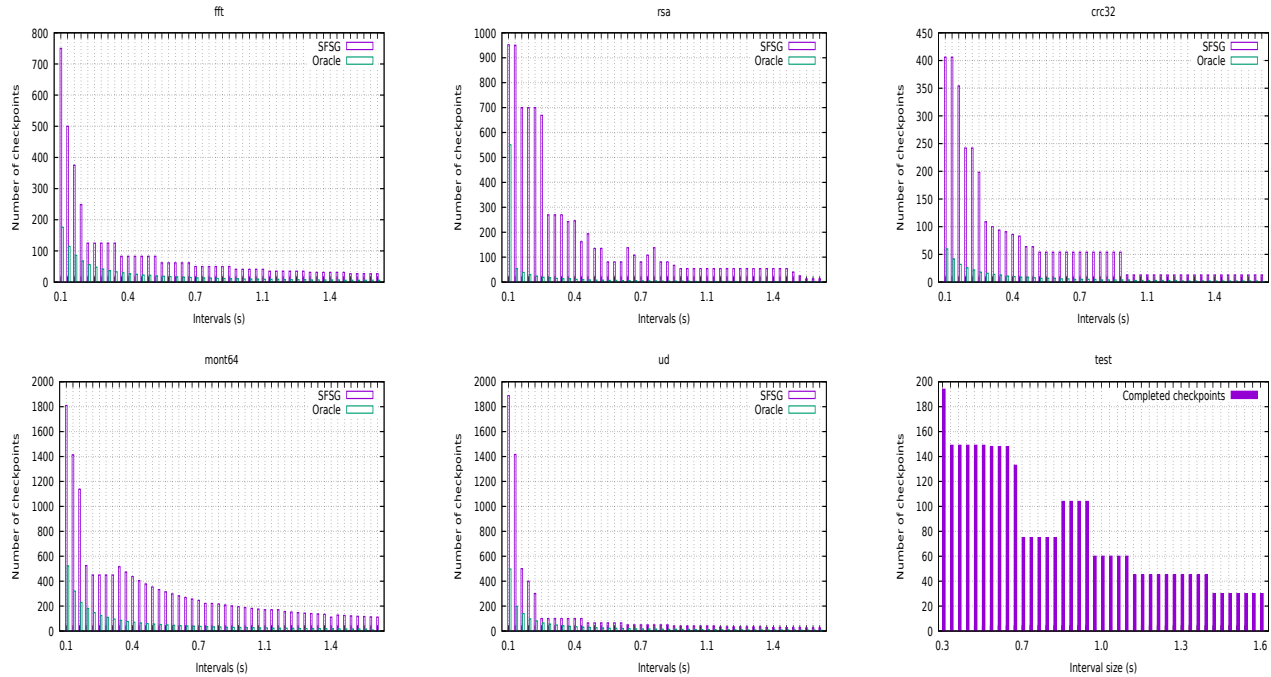 fft
SFSG
Oracle
Number of checkpoints
800
700
600
500
400
300
200
100
0
0.1 0.4 0.7 1.1 1.4
Intervals (s)
rsa
SFSG
Oracle
Number of checkpoints
1000
900
800
700
600
500
400
300
200
100
0
0.1 0.4 0.7 1.1 1.4
Intervals (s)
crc32
SFSG
Oracle
Number of checkpoints
450
400
350
300
250
200
150
100
50
0
0.1 0.4 0.7 1.1 1.4
Intervals (s)
mont64
SFSG
Oracle
Number of checkpoints
2000
1800
1600
1400
1200
1000
800
600
400
200
0
0.1 0.4 0.7 1.1 1.4
Intervals (s)
ud
SFSG
Oracle
Number of checkpoints
2000
1800
1600
1400
1200
1000
800
600
400
200
0
0.1 0.4 0.7 1.1 1.4
Intervals (s)
test
Completed checkpoints
Number of checkpoints
200
180
160
140
120
100
80
60
40
20
0
0.3 0.7 1.0 1.3 1.6
Interval size (s)